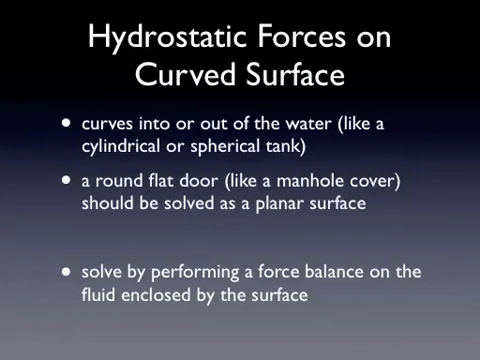 Hydrostatic Forces on
Curved Surface
• curves into or out of the water (like a
cylindrical or spherical tank)
• a round flat door (like a manhole cover)
should be solved as a planar surface
• solve by performing a force balance on the
fluid enclosed by the surface